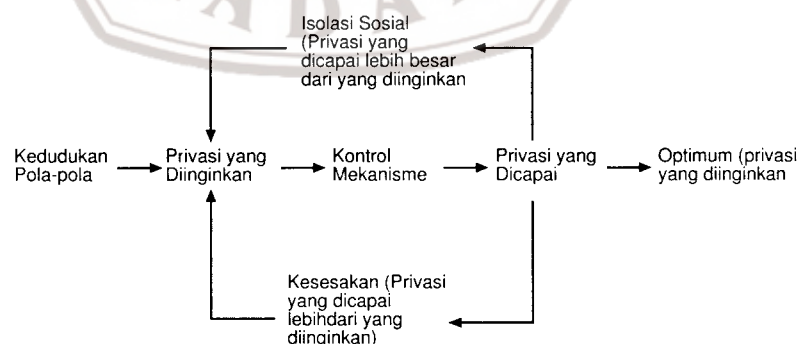 Isolasi Sosial
(Privasi yang
dicapai lebih besar
dari yang diinginkan
Kedudukan
Pola-pola
Privasi yang
Diinginkan
Kontrol
Mekanisme
Privasi yang
Dicapai
Optimum (privasi
yang diinginkan
Kesesakan (Privasi
yang dicapai
lebihdari yang
diinginkan)